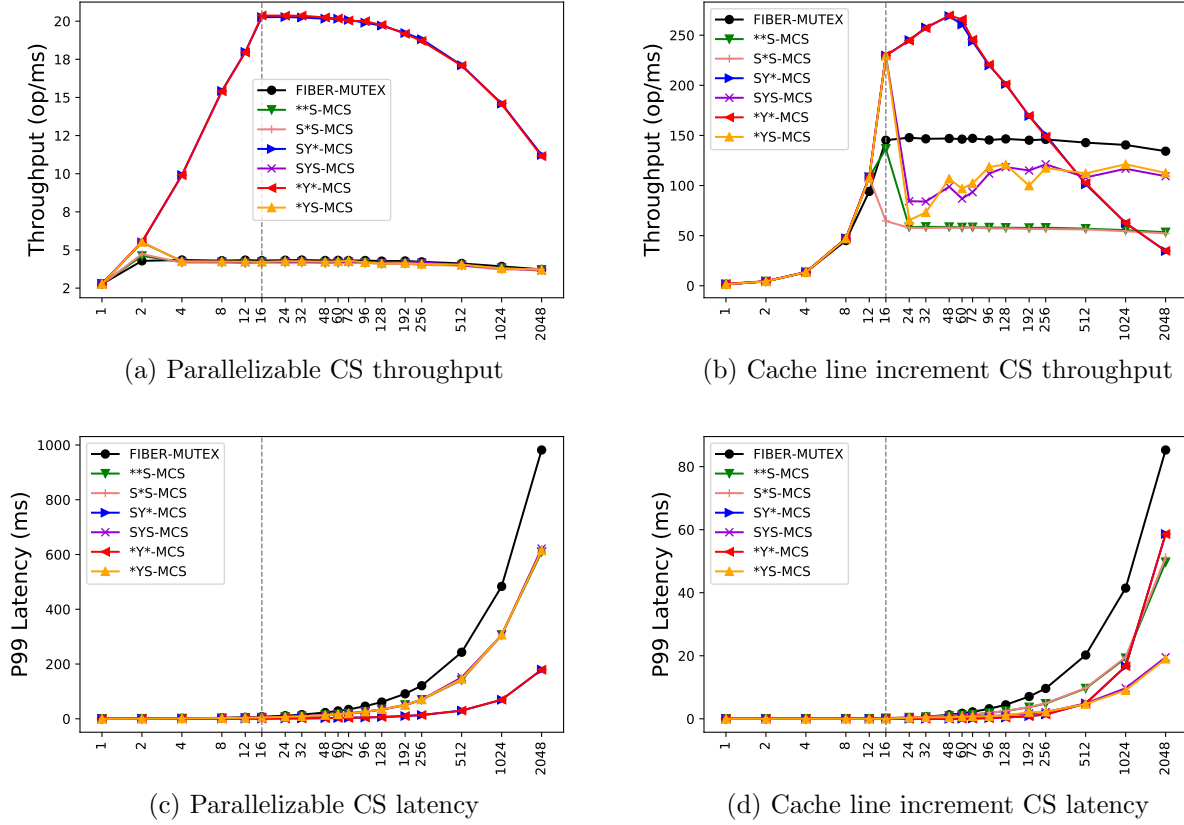 20
18
15
12
10
8
5
2
Throughput (op/ms)
FIBER-MUTEX
**S-MCS
S*S-MCS
SY*-MCS
SYS-MCS
*Y*-MCS
*YS-MCS
1 2 4 8 12 16 24 32 48 60 72 96 128 192 256 512 1024 2048
(a) Parallelizable CS throughput
250
200
150
100
50
0
Throughput (op/ms)
FIBER-MUTEX
**S-MCS
S*S-MCS
SY*-MCS
SYS-MCS
*Y*-MCS
*YS-MCS
1 2 4 8 12 16 24 32 48 60 72 96 128 192 256 512 1024 2048
(b) Cache line increment CS throughput
1000
800
600
400
200
0
P99 Latency (ms)
FIBER-MUTEX
**S-MCS
S*S-MCS
SY*-MCS
SYS-MCS
*Y*-MCS
*YS-MCS
1 2 4 8 12 16 24 32 48 60 72 96 128 192 256 512 1024 2048
(c) Parallelizable CS latency
80
60
40
20
0
P99 Latency (ms)
FIBER-MUTEX
**S-MCS
S*S-MCS
SY*-MCS
SYS-MCS
*Y*-MCS
*YS-MCS
1 2 4 8 12 16 24 32 48 60 72 96 128 192 256 512 1024 2048
(d) Cache line increment CS latency